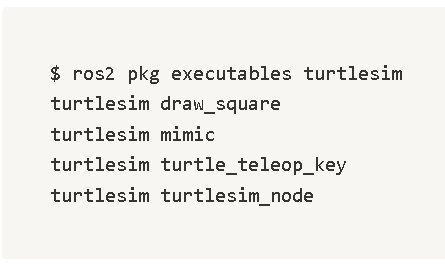 $ ros2 pkg executables turtlesim
turtlesim draw_square
turtlesim mimic
turtlesim turtle_teleop_key
turtlesim turtlesim_node